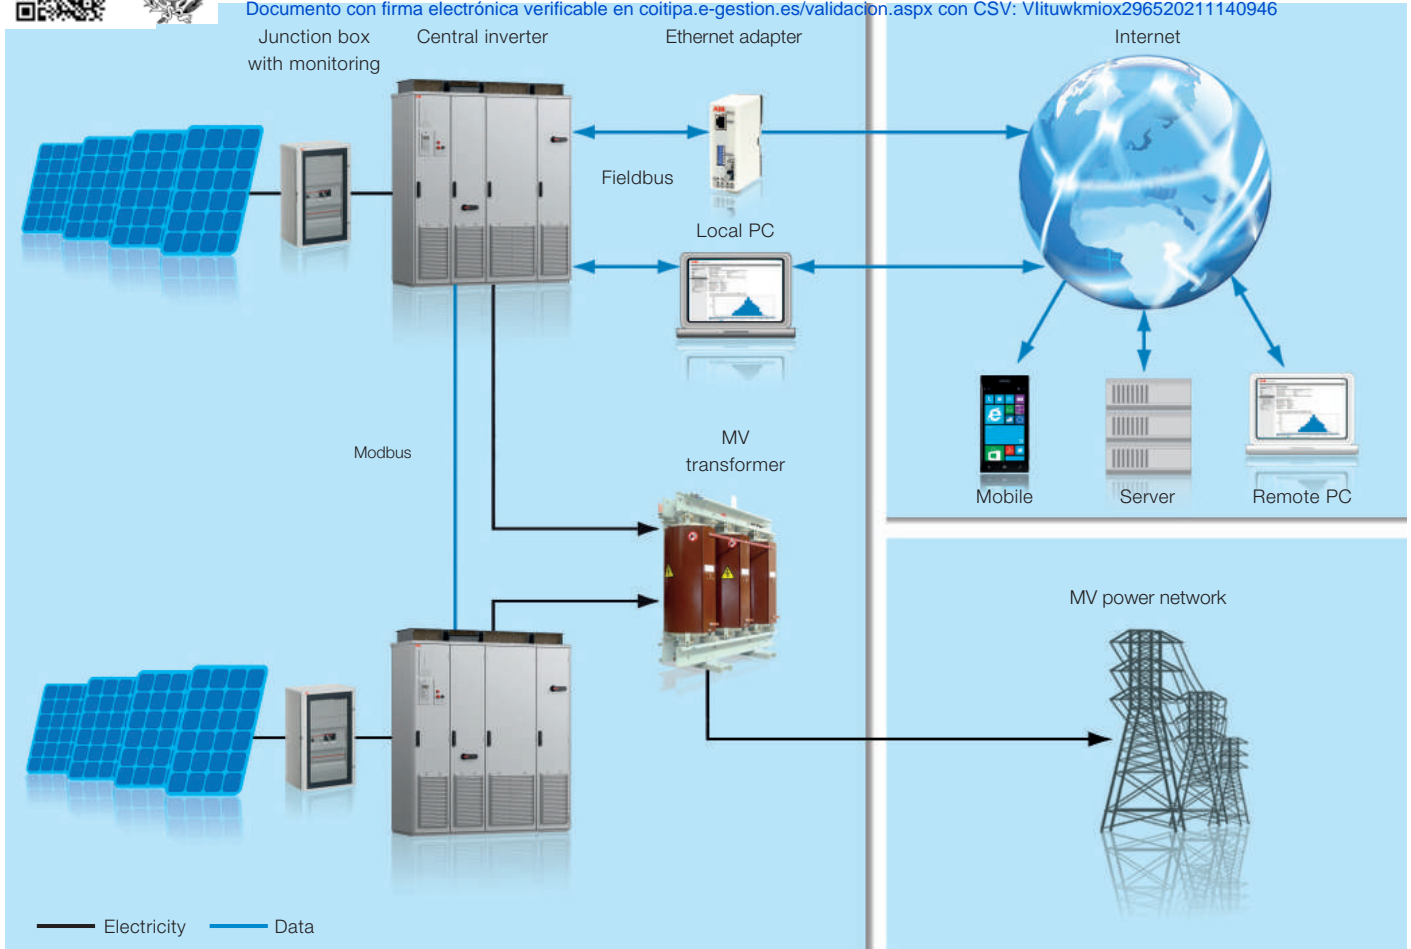 Documento con firma electrónica verificable en coitipa.e-gestion.es/validacion.aspx con CSV: VIituwkmiox296520211140946
Junction box
with monitoring
Central inverter
Ethernet adapter
Internet
ABB
Fieldbus
Local PC
Modbus
MV
transformer
Mobile
Server
Remote PC
MV power network
Electricity
Data